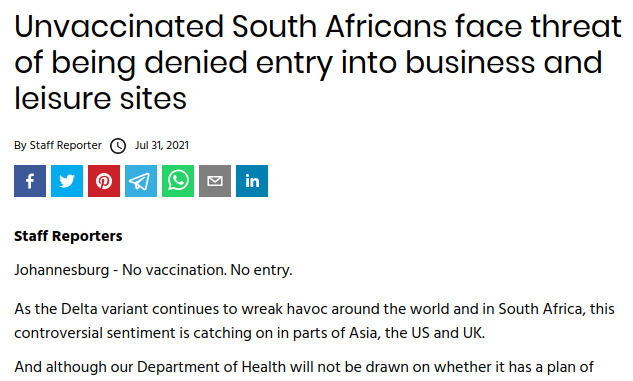 Unvaccinated South Africans face threat
of being denied entry into business and
leisure sites
By Staff Reporter Jul 31, 2021
Staff Reporters
Johannesburg - No vaccination. No entry.
As the Delta variant continues to wreak havoc around the world and in South Africa, this
controversial sentiment is catching on in parts of Asia, the US and UK.
And although our Department of Health will not be drawn on whether it has a plan of